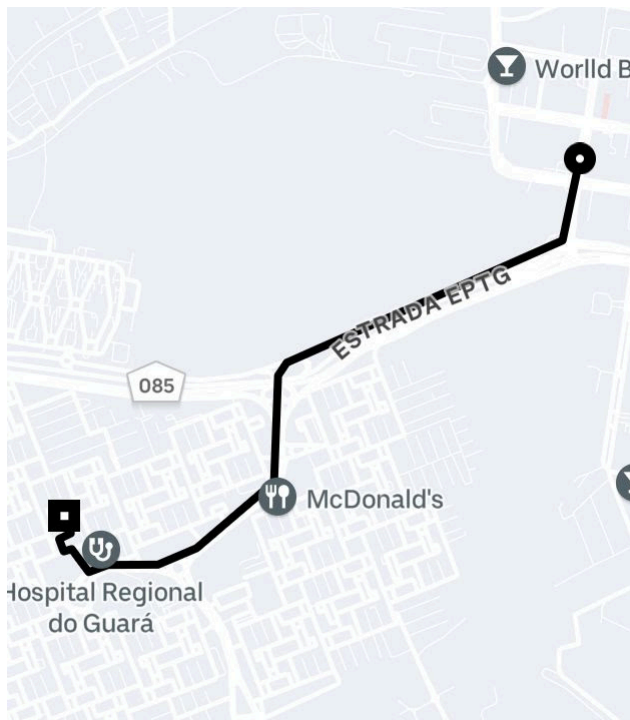 Worlld B
ESTRADA EPTG
085
McDonald's
Hospital Regional
do Guará